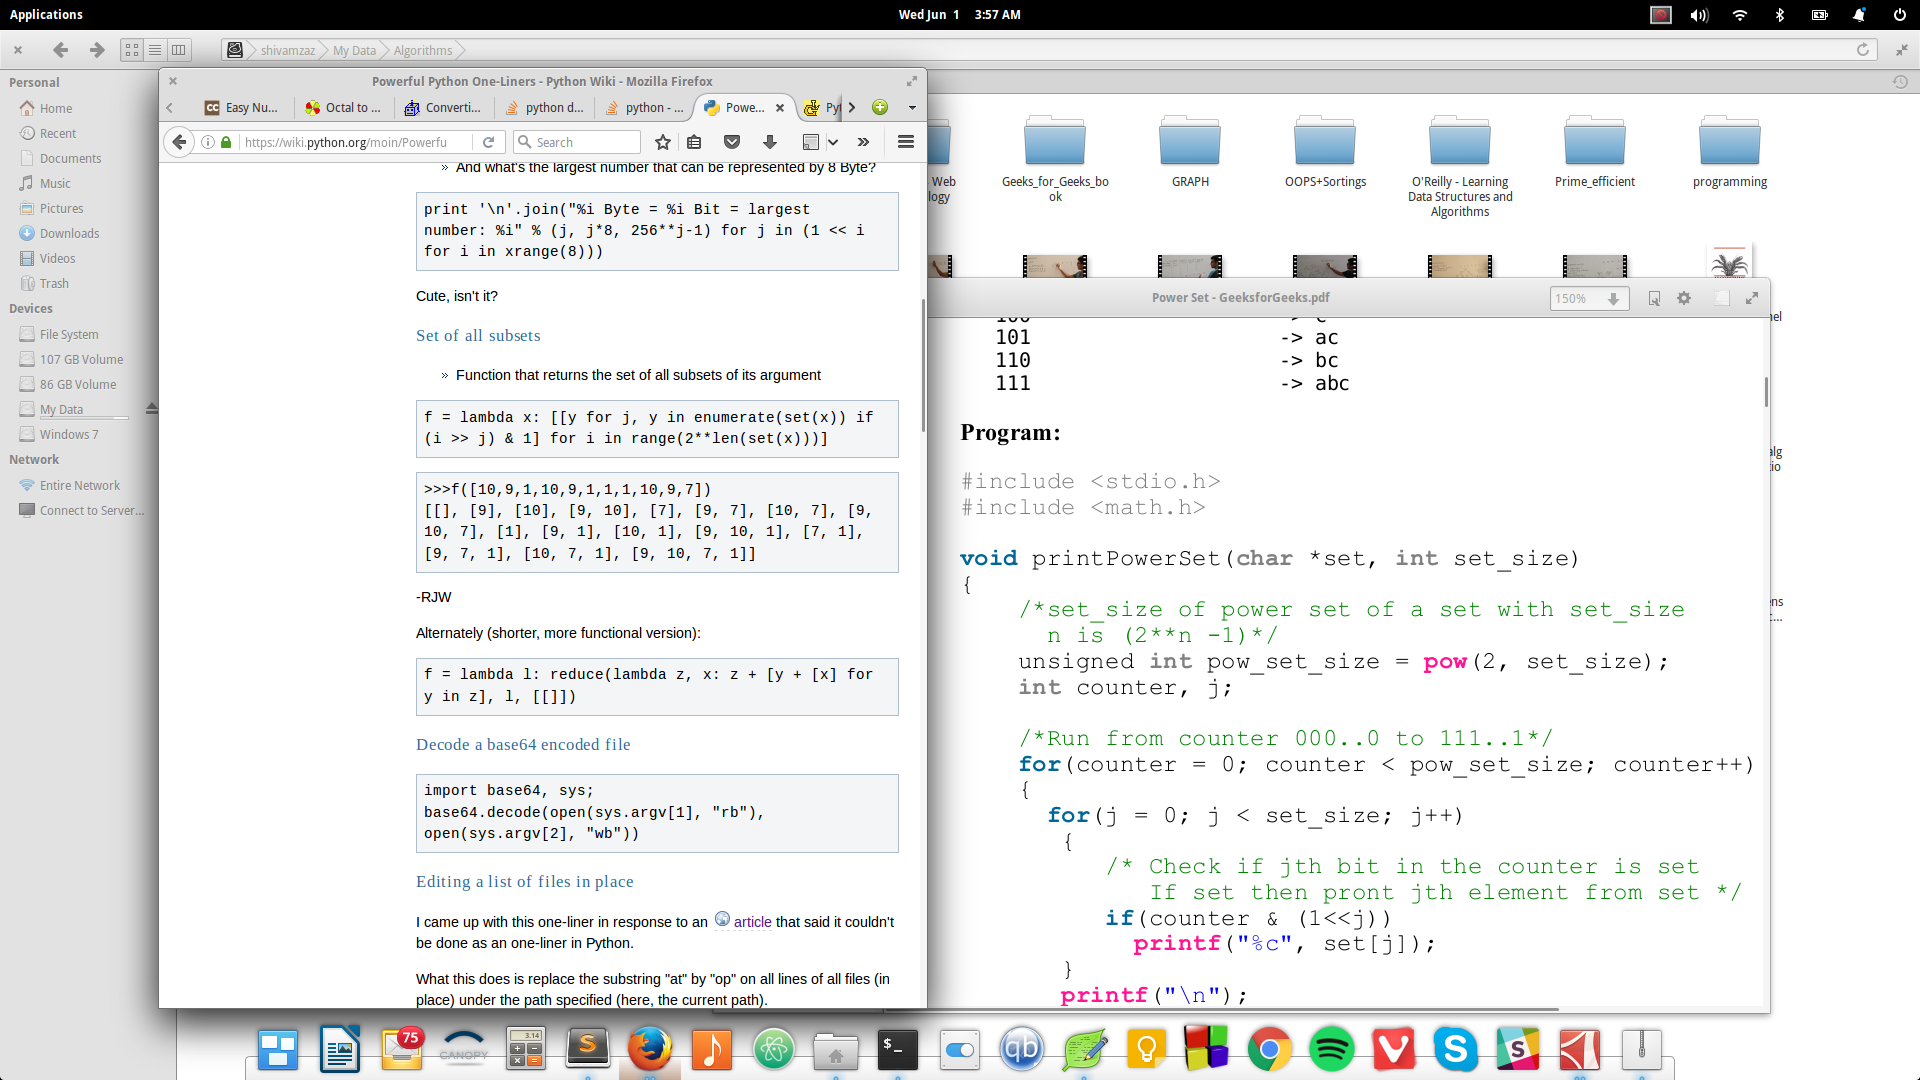 Applications
Wed Jun 1 3:57 AM
shivamzaz
My Data
Algorithms
Personal
Home
Recent
Documents
Music
Pictures
Downloads
Videos
Trash
Devices
File System
107 GB Volume
86 GB Volume
My Data
Windows 7
Network
Entire Network
Connect to Server...
Powerful Python One-Liners - Python Wiki - Mozilla Firefox
Easy Nu...
Octal to ...
Converti...
python d...
python - ...
Powe...
Pyt
https://wiki.python.org/moin/Powerfu
Search
And what's the largest number that can be represented by 8 Byte?
print '\n'.join("%i Byte = %i Bit = largest
number: %i" % (j, j*8, 256**j-1) for j in (1 << i
for i in xrange(8)))
Cute, isn't it?
Set of all subsets
» Function that returns the set of all subsets of its argument
f = lambda x: [[y for j, y in enumerate(set(x)) if
(i >> j) & 1] for i in range(2**len(set(x)))]
>>>f([10,9,1,10,9,1,1,1,10,9,7])
[[], [9], [10], [9, 10], [7], [9, 7], [10, 7], [9,
10, 7], [1], [9, 1], [10, 1], [9, 10, 1], [7, 1],
[9, 7, 1], [10, 7, 1], [9, 10, 7, 1]]
-RJW
Alternately (shorter, more functional version):
f = lambda l: reduce(lambda z, x: z + [y + [x] for
y in z], l, [[]])
Decode a base64 encoded file
import base64, sys;
base64.decode(open(sys.argv[1], "rb"),
open(sys.argv[2], "wb"))
Editing a list of files in place
I came up with this one-liner in response to an article that said it couldn't
be done as an one-liner in Python.
What this does is replace the substring "at" by "op" on all lines of all files (in
place) under the path specified (here, the current path).
Web
logy
Geeks_for_Geeks_bo
ok
GRAPH
OOPS+Sortings
O'Reilly - Learning
Data Structures and
Algorithms
Prime_efficient
programming
Power Set - GeeksforGeeks.pdf
150%
100 -> c
101 -> ac
110 -> bc
111 -> abc
Program:
#include <stdio.h>
#include <math.h>
void printPowerSet(char *set, int set_size)
{
/*set_size of power set of a set with set_size
n is (2**n -1)*/
unsigned int pow_set_size = pow(2, set_size);
int counter, j;
/*Run from counter 000..0 to 111..1*/
for(counter = 0; counter < pow_set_size; counter++)
{
for(j = 0; j < set_size; j++)
{
/* Check if jth bit in the counter is set
If set then pront jth element from set */
if(counter & (1<<j))
printf("%c", set[j]);
}
printf("\n");
75
CANOPY
3.14
qb